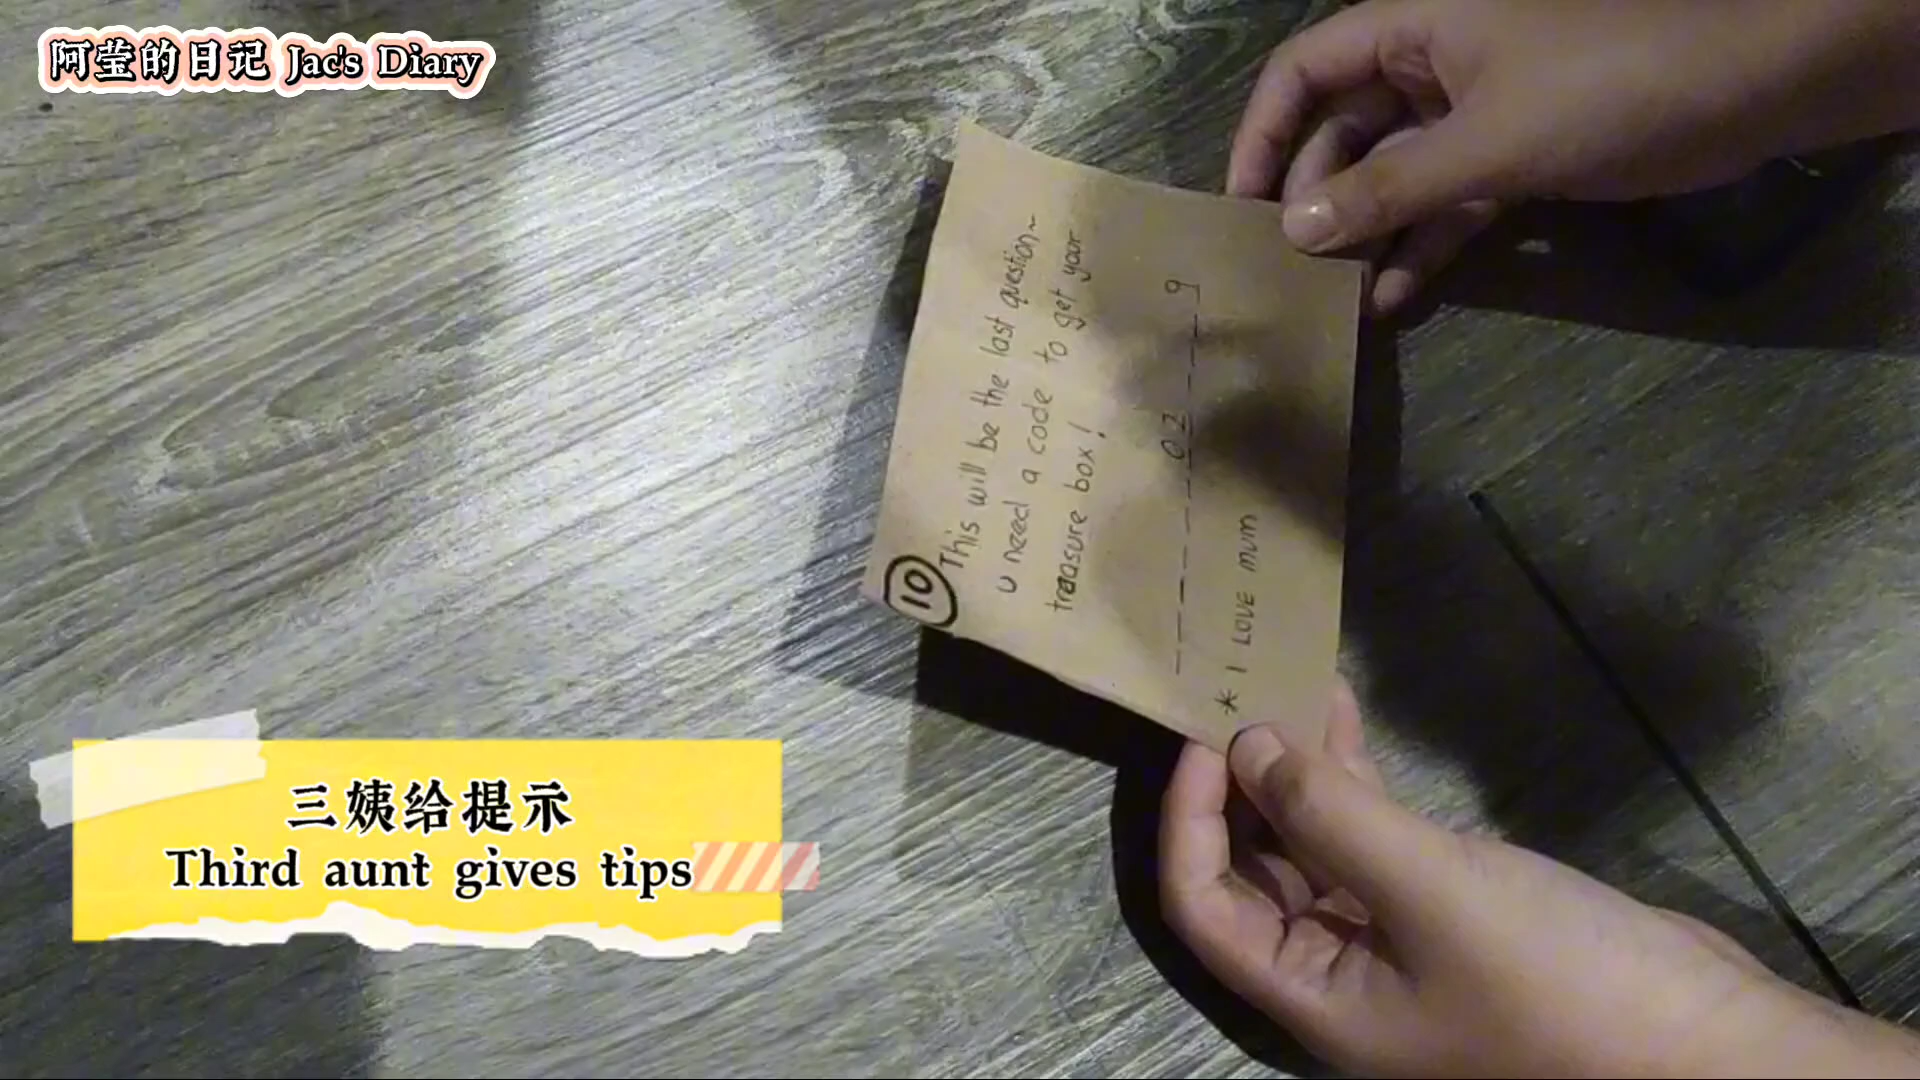 阿莹的日记 Jac's Diary
⑩ This will be the last question~
u need a code to get your
treasure box!
_ _ _ _ _ 0 2 _ _ _ 9
* I LOVE MUM
三姨给提示
Third aunt gives tips